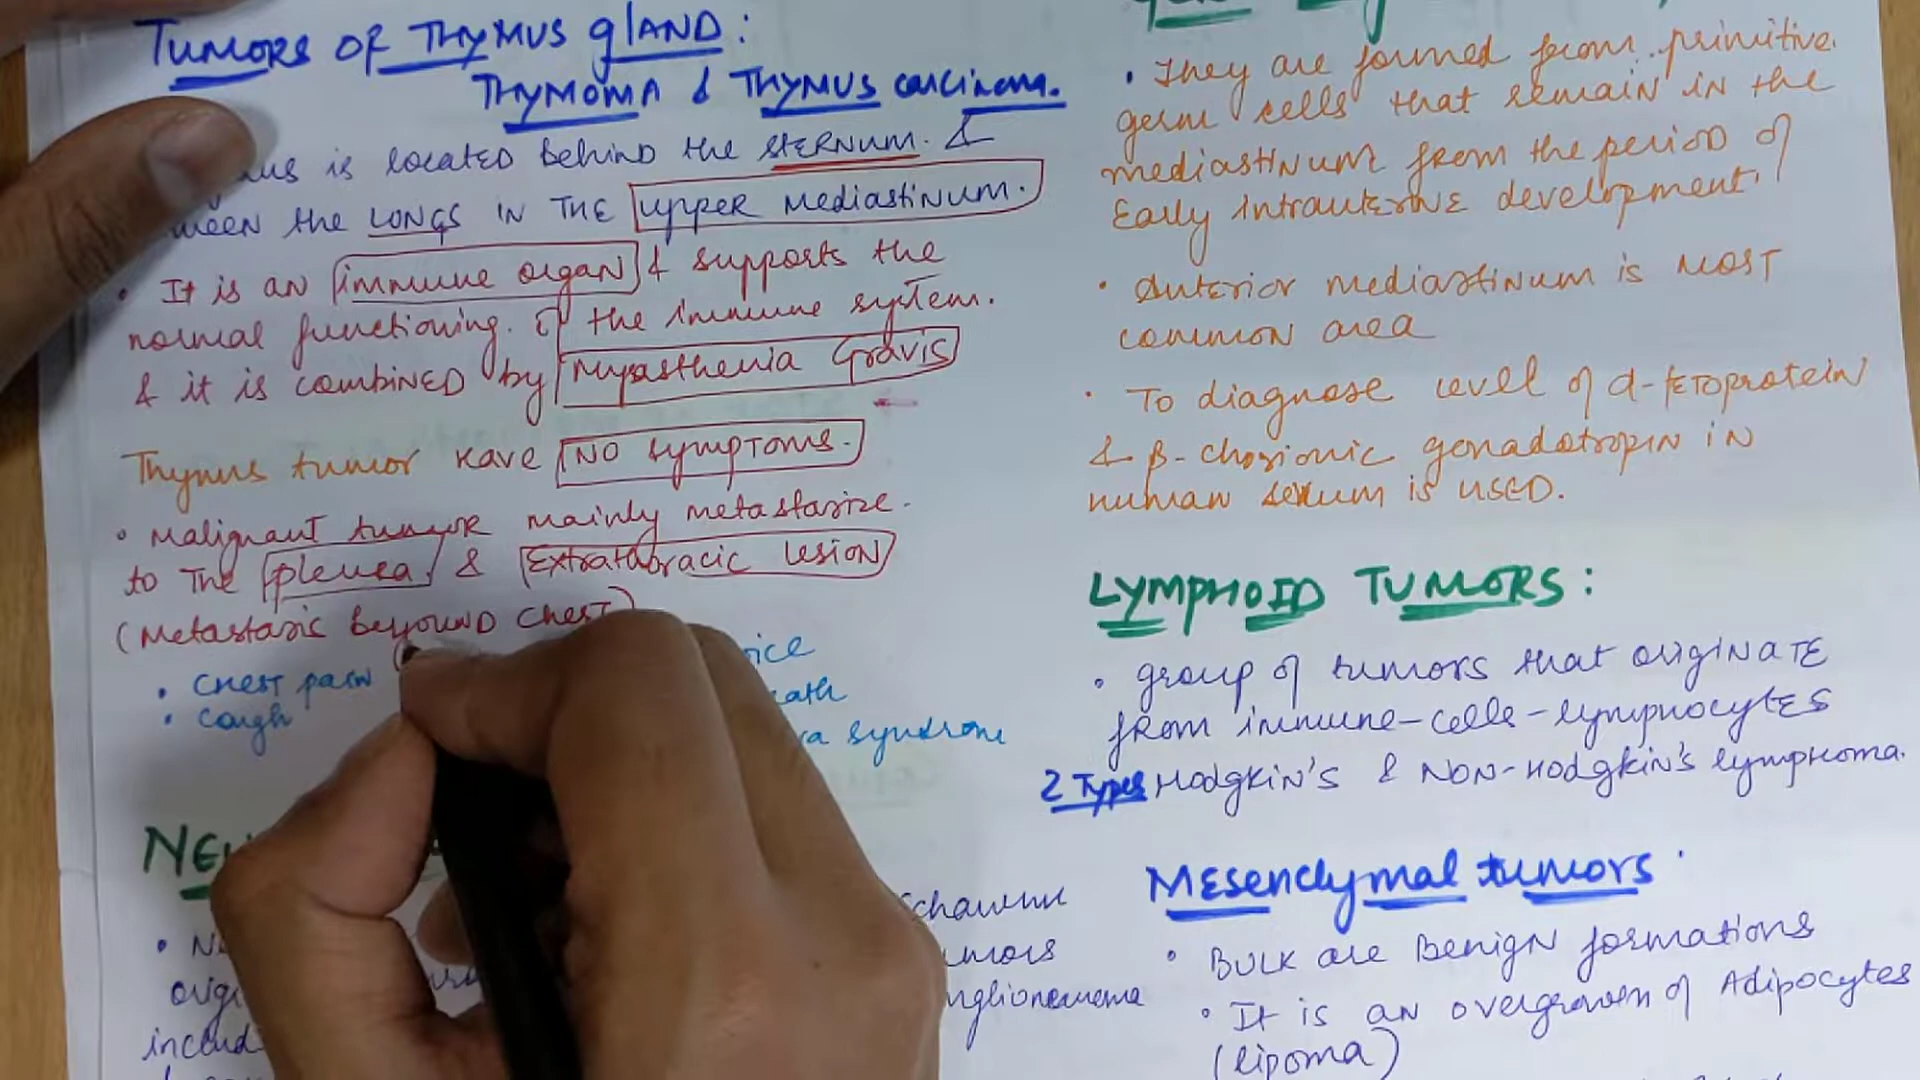 TUMORS OF THYMUS glAND:
THYMOMA & THYMUS carcinoma.
is located Behind the STERNUM. &
the LUNGS IN THE upper Mediastinum.
• It is an immune organ & supports the
normal functioning. of the immune system.
& it is combined by myasthenia Gravis
Thymus tumor have NO symptoms.
• Malignant tumor mainly metastasize.
to The pleura & Extrathoracic Lesion
(Metastasis Beyound chest)
• Chest pain
• Cough
syndrome
• They are formed from primitive
germ cells that remain in the
mediastinum from the period of
Early intrauterine development.
• Anterior mediastinum is most
common area
• To diagnose level of α-fetoprotein
& β-chorionic gonadotropin in
human serum is used.
LYMPHOID TUMORS:
• group of tumors that originate
from immune-cells-lymphocytes
2 Types Hodgkin's & Non-Hodgkin's lymphoma.
Mesenchymal tumors
• Bulk are Benign formations
• It is an overgrown of Adipocytes
(lipoma)